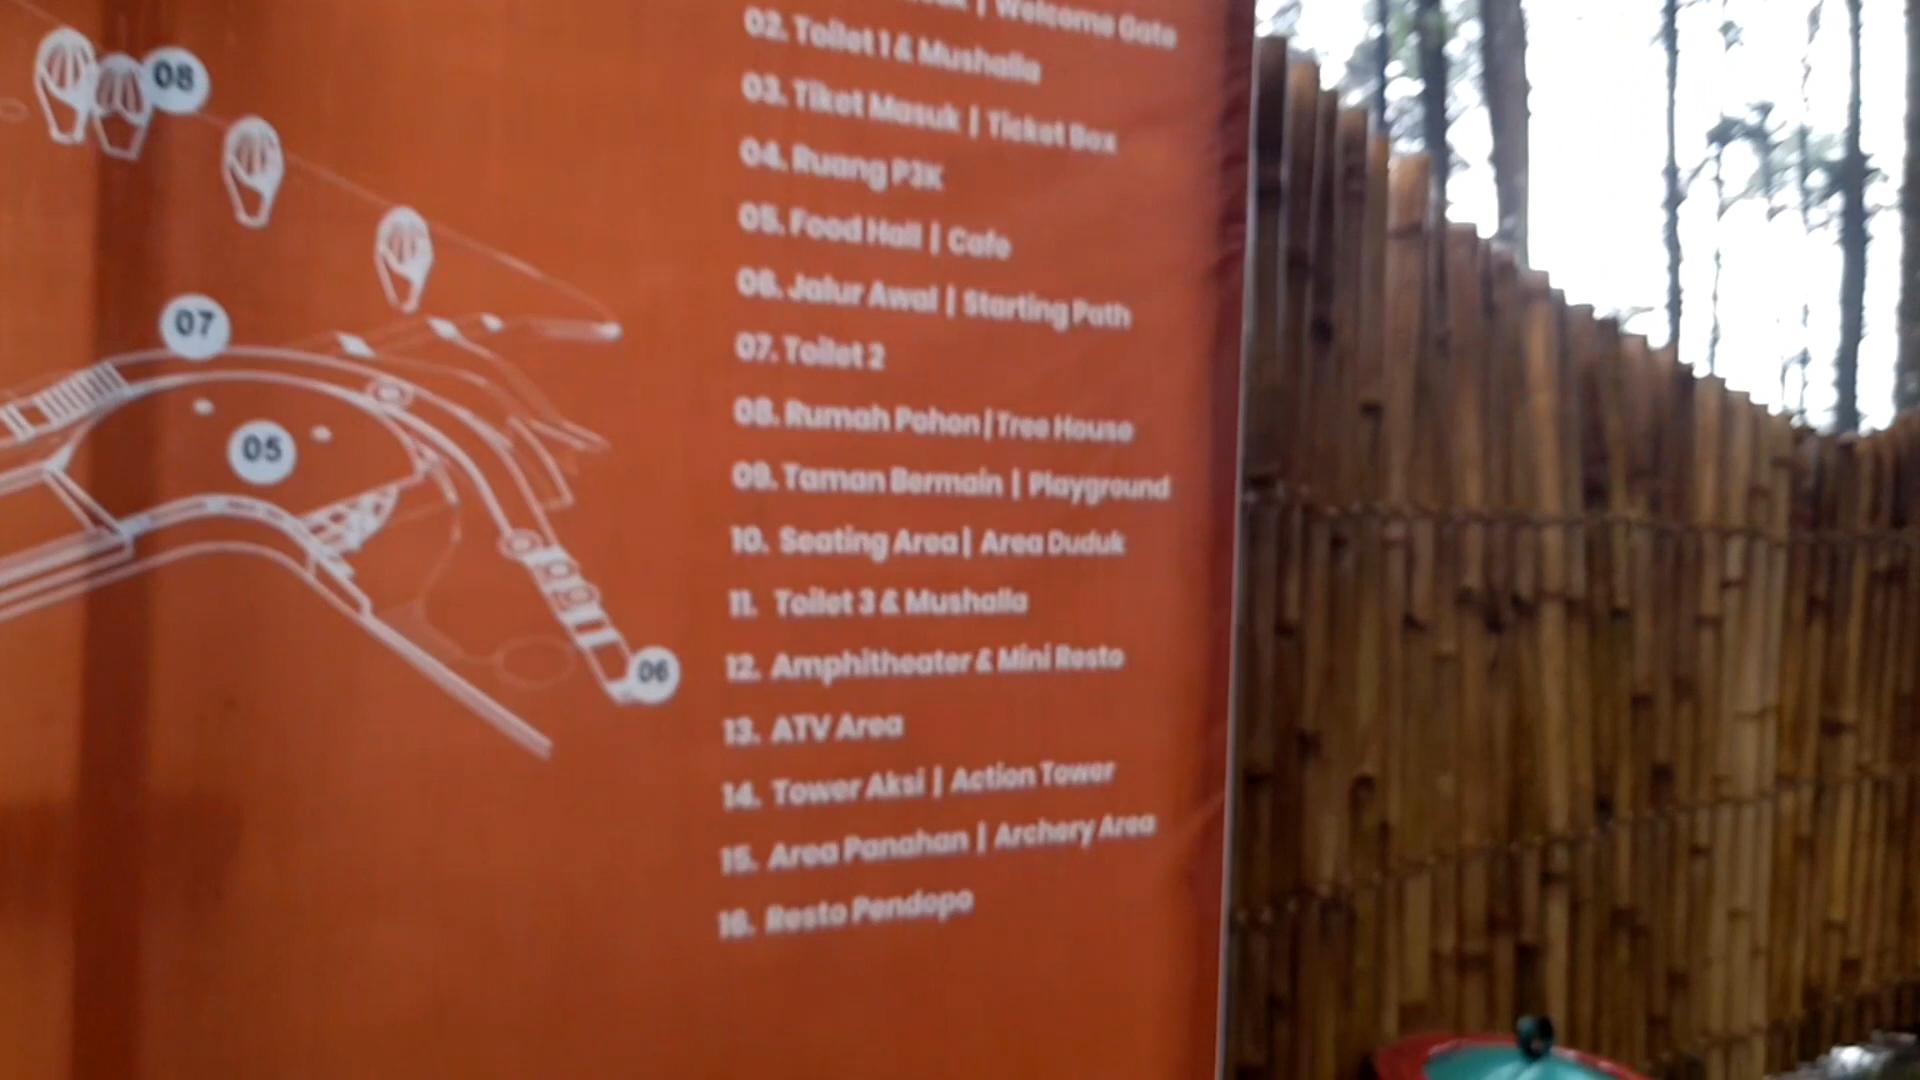 | Welcome Gate
02. Toilet 1 & Mushalla
03. Tiket Masuk | Ticket Box
04. Ruang P3K
05. Food Hall | Cafe
06. Jalur Awal | Starting Path
07. Toilet 2
08. Rumah Pohon | Tree House
09. Taman Bermain | Playground
10. Seating Area | Area Duduk
11. Toilet 3 & Mushalla
12. Amphitheater & Mini Resto
13. ATV Area
14. Tower Aksi | Action Tower
15. Area Panahan | Archery Area
16. Resto Pendopo
08
07
05
06